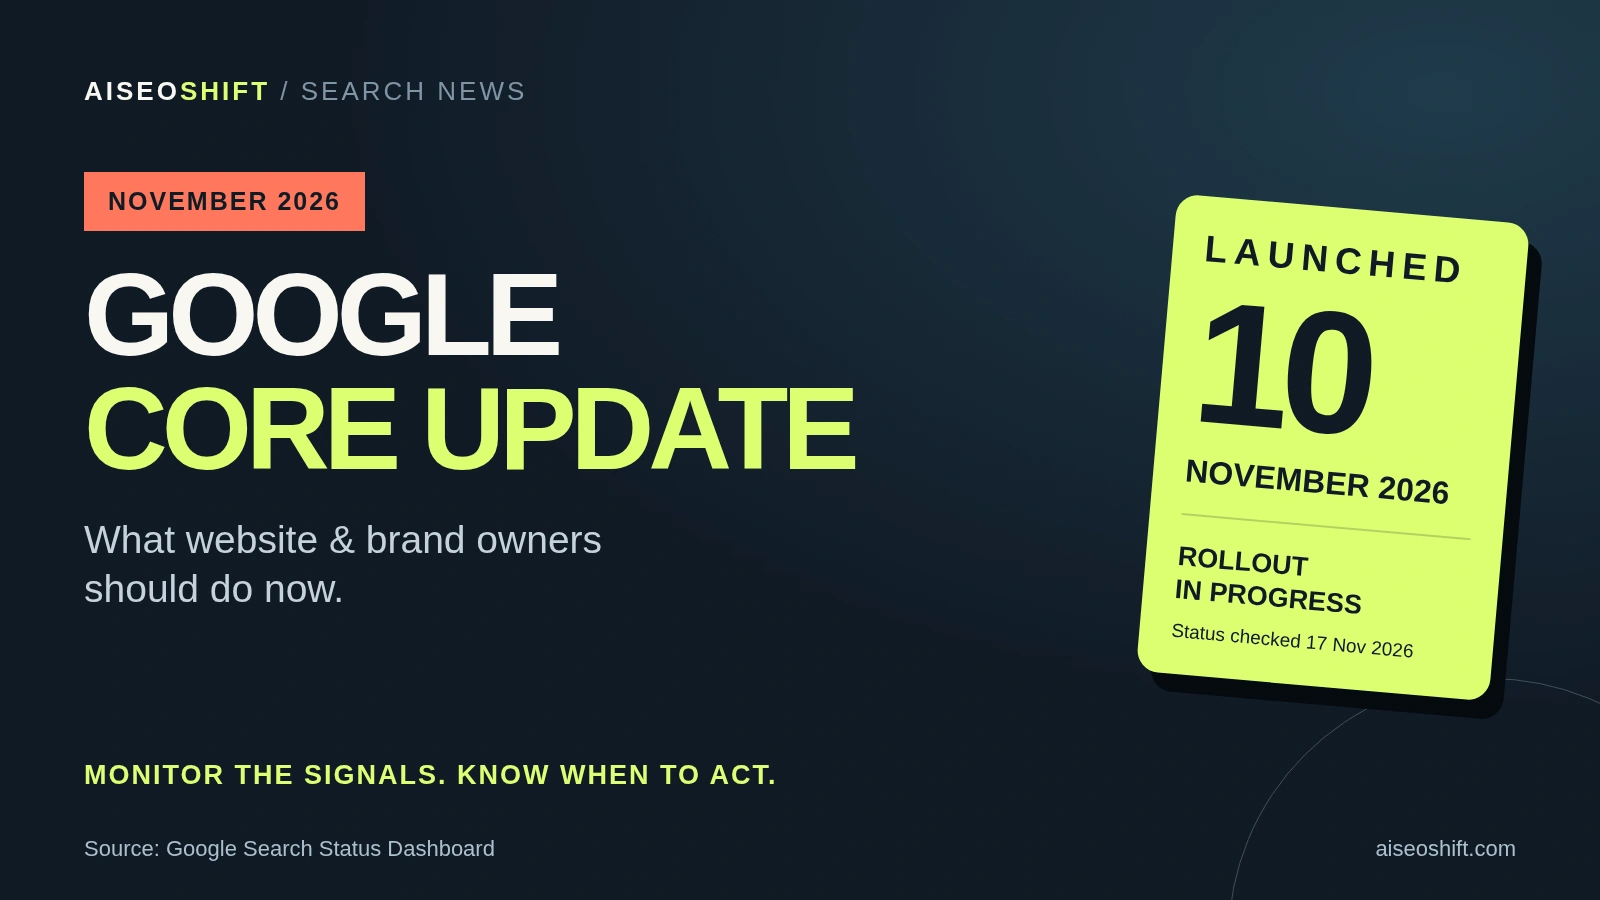 AISEOSHIFT / SEARCH NEWS
NOVEMBER 2026
GOOGLE
CORE UPDATE
What website & brand owners
should do now.
LAUNCHED
10
NOVEMBER 2026
ROLLOUT
IN PROGRESS
Status checked 17 Nov 2026
MONITOR THE SIGNALS. KNOW WHEN TO ACT.
Source: Google Search Status Dashboard
aiseoshift.com